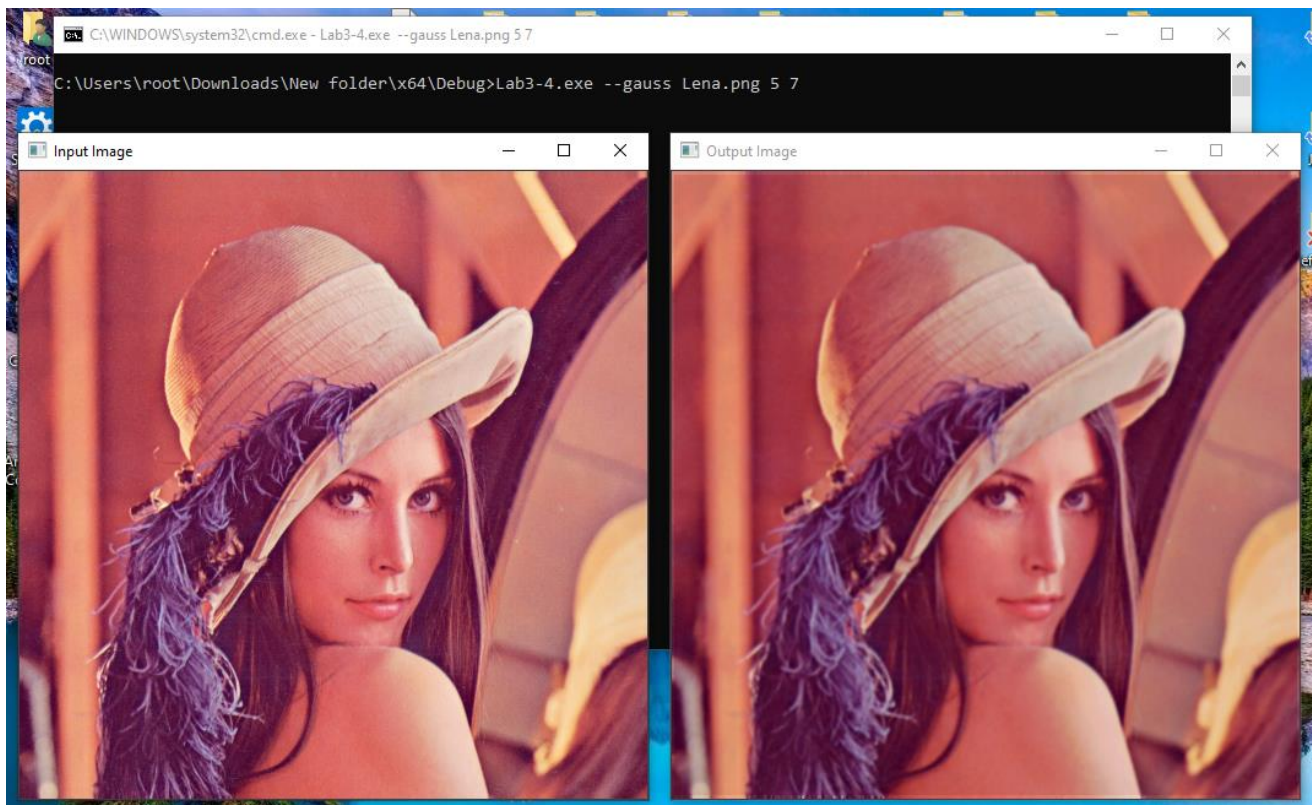 C:\WINDOWS\system32\cmd.exe - Lab3-4.exe --gauss Lena.png 5 7
root
C:\Users\root\Downloads\New folder\x64\Debug>Lab3-4.exe --gauss Lena.png 5 7
Input Image
Output Image